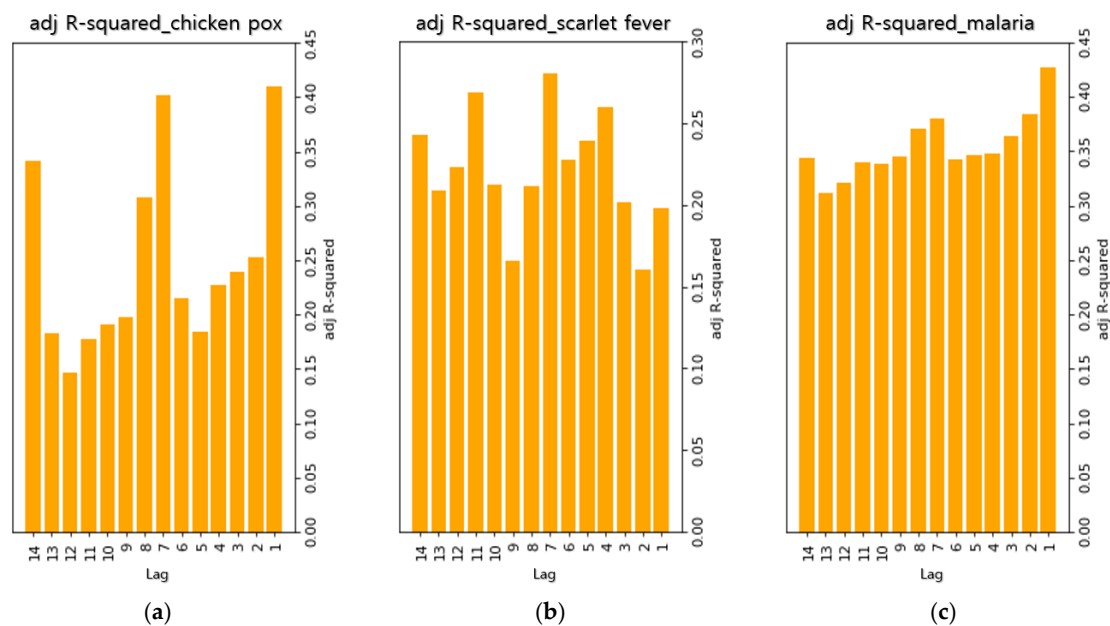 adj R-squared_chicken pox
0.45
0.40
0.35
0.30
0.25
0.20
0.15
0.10
0.05
0.00
adj R-squared
14 13 12 11 10 9 8 7 6 5 4 3 2 1
Lag
(a)
adj R-squared_scarlet fever
0.30
0.25
0.20
0.15
0.10
0.05
0.00
adj R-squared
14 13 12 11 10 9 8 7 6 5 4 3 2 1
Lag
(b)
adj R-squared_malaria
0.45
0.40
0.35
0.30
0.25
0.20
0.15
0.10
0.05
0.00
adj R-squared
14 13 12 11 10 9 8 7 6 5 4 3 2 1
Lag
(c)